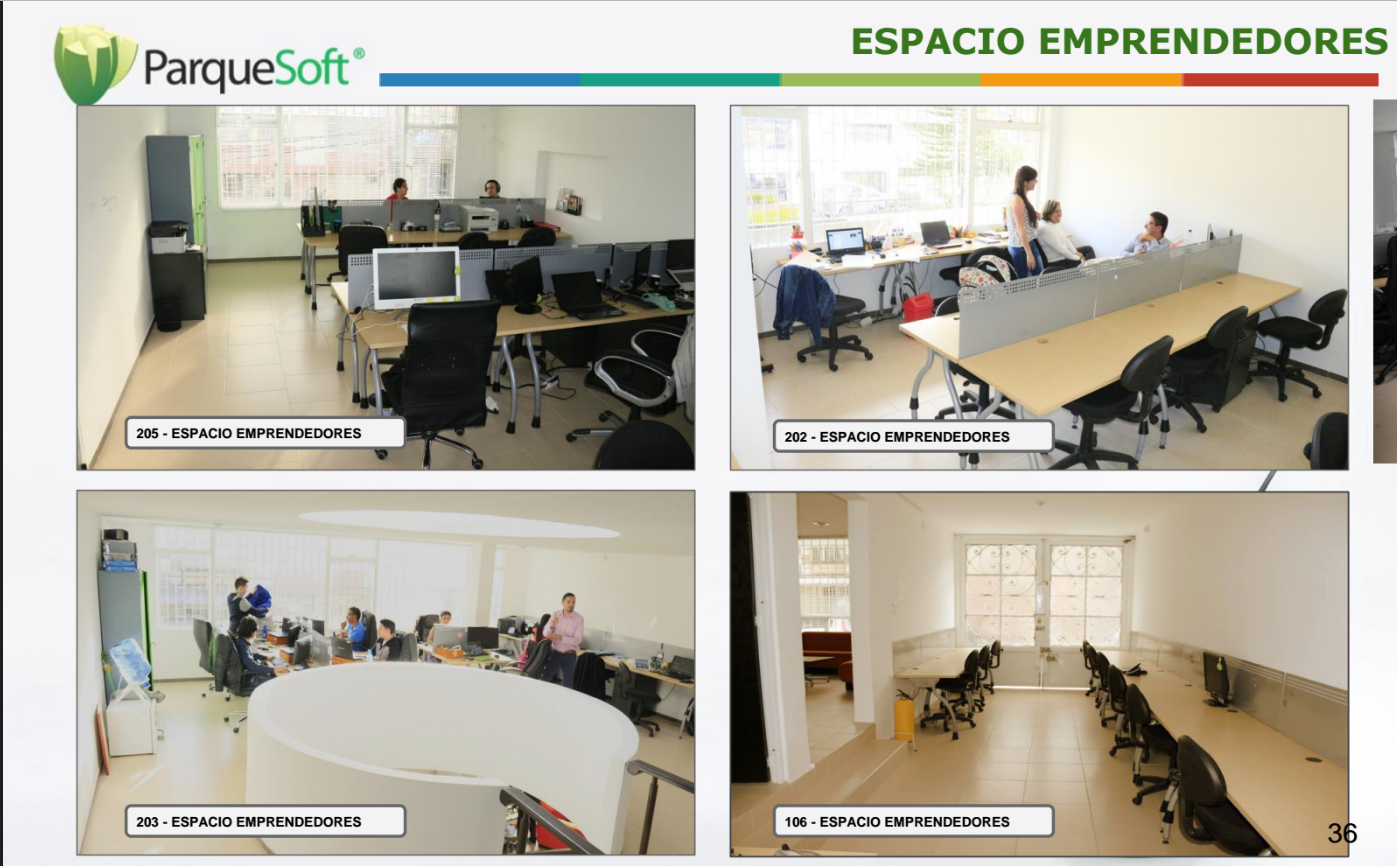 ParqueSoft®
ESPACIO EMPRENDEDORES
205 - ESPACIO EMPRENDEDORES
202 - ESPACIO EMPRENDEDORES
203 - ESPACIO EMPRENDEDORES
106 - ESPACIO EMPRENDEDORES
36